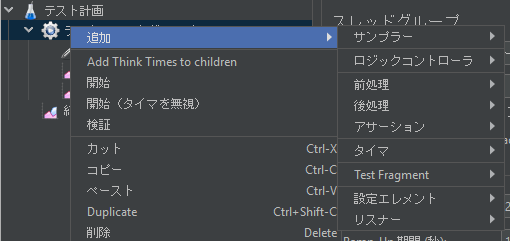 テスト計画
スレッドグループ
追加
Add Think Times to children
開始
開始（タイマを無視）
検証
カット Ctrl-X
コピー Ctrl-C
ペースト Ctrl-V
Duplicate Ctrl+Shift-C
削除 Delete
サンプラー
ロジックコントローラ
前処理
後処理
アサーション
タイマ
Test Fragment
設定エレメント
リスナー